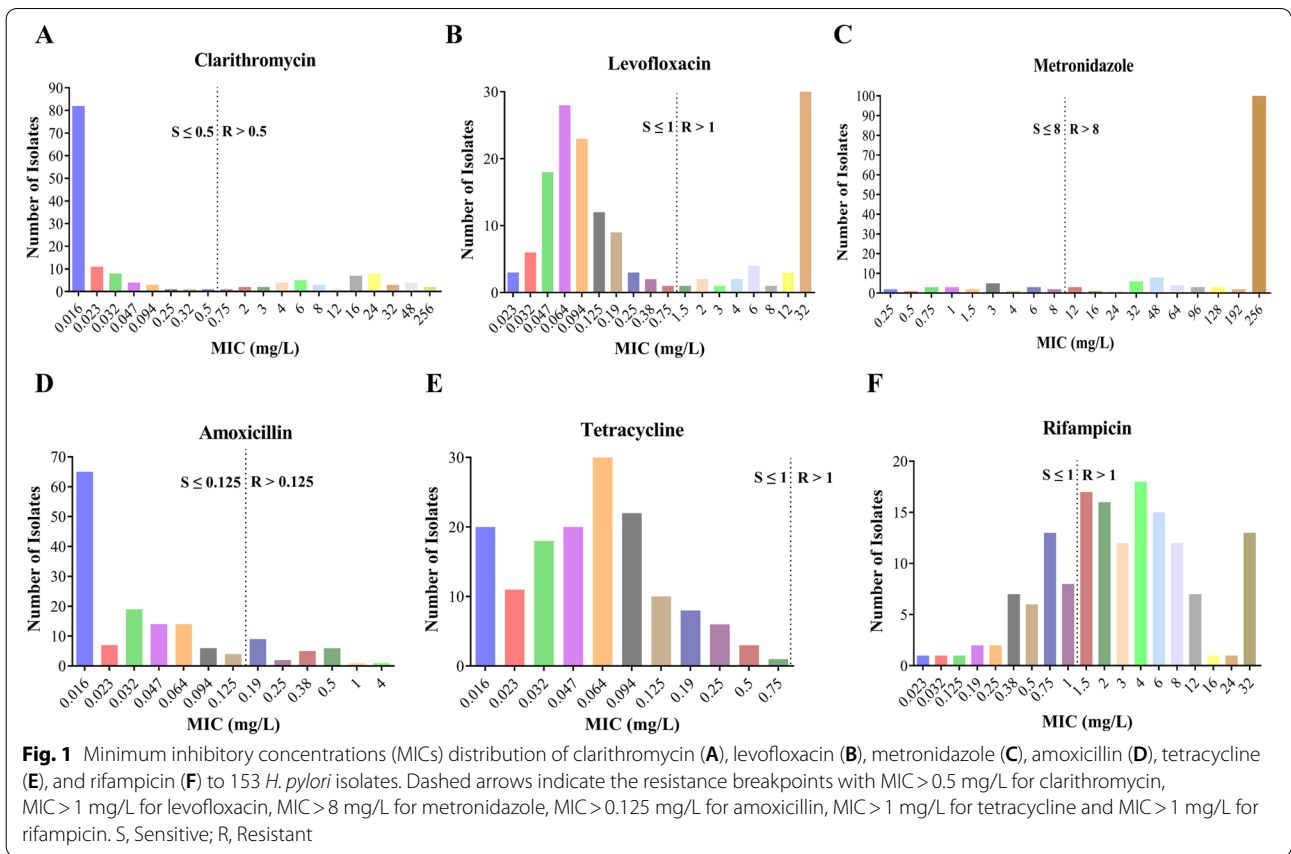 A
Clarithromycin
Number of Isolates
90
80
70
60
50
40
30
20
10
0
S ≤ 0.5 R > 0.5
0.016 0.023 0.032 0.047 0.094 0.25 0.32 0.5 0.75 2 3 4 6 8 12 16 24 32 48 256
MIC (mg/L)
B
Levofloxacin
Number of Isolates
30
20
10
0
S ≤ 1 R > 1
0.023 0.032 0.047 0.064 0.094 0.125 0.19 0.25 0.38 0.75 1.5 2 3 4 6 8 12 32
MIC (mg/L)
C
Metronidazole
Number of Isolates
100
90
80
70
60
50
40
30
20
10
0
S ≤ 8 R > 8
0.25 0.5 0.75 1 1.5 3 4 6 8 12 16 24 32 48 64 96 128 192 256
MIC (mg/L)
D
Amoxicillin
Number of Isolates
70
60
50
40
30
20
10
0
S ≤ 0.125 R > 0.125
0.016 0.023 0.032 0.047 0.064 0.094 0.125 0.19 0.25 0.38 0.5 1 4
MIC (mg/L)
E
Tetracycline
Number of Isolates
30
20
10
0
S ≤ 1 R > 1
0.016 0.023 0.032 0.047 0.064 0.094 0.125 0.19 0.25 0.5 0.75
MIC (mg/L)
F
Rifampicin
Number of Isolates
20
15
10
5
0
S ≤ 1 R > 1
0.023 0.032 0.125 0.19 0.25 0.38 0.5 0.75 1 1.5 2 3 4 6 8 12 16 24 32
MIC (mg/L)
Fig. 1 Minimum inhibitory concentrations (MICs) distribution of clarithromycin (A), levofloxacin (B), metronidazole (C), amoxicillin (D), tetracycline
(E), and rifampicin (F) to 153 H. pylori isolates. Dashed arrows indicate the resistance breakpoints with MIC > 0.5 mg/L for clarithromycin,
MIC > 1 mg/L for levofloxacin, MIC > 8 mg/L for metronidazole, MIC > 0.125 mg/L for amoxicillin, MIC > 1 mg/L for tetracycline and MIC > 1 mg/L for
rifampicin. S, Sensitive; R, Resistant